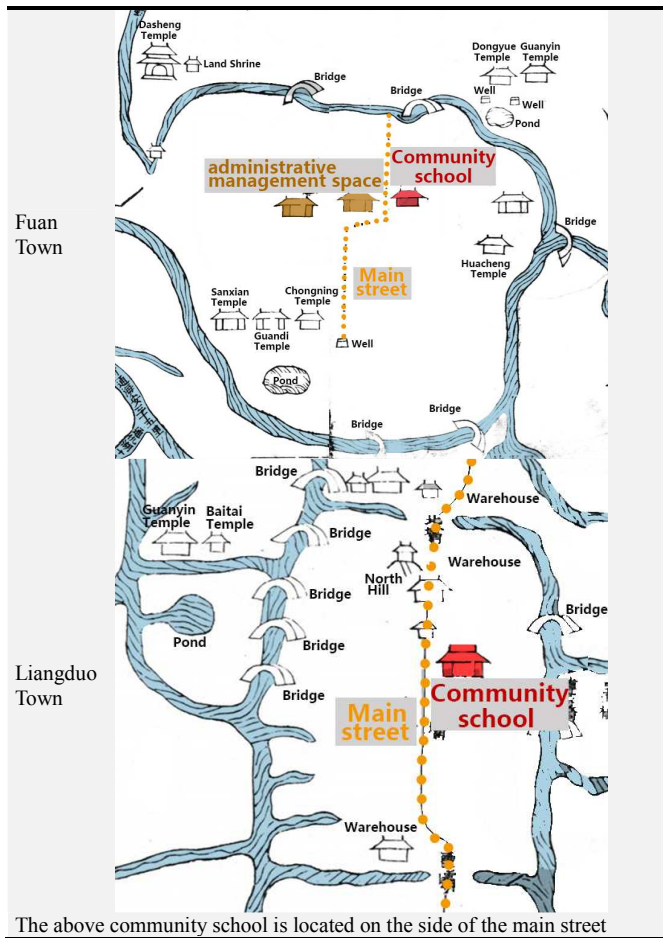 Fuan
Town
Dasheng
Temple
Land Shrine
Bridge
Bridge
Dongyue
Temple
Guanyin
Temple
Well
Well
Pond
administrative
management space
Community
school
Bridge
Huacheng
Temple
Main
street
Sanxian
Temple
Guandi
Temple
Chongning
Temple
Well
Pond
Bridge
Bridge
Liangduo
Town
Bridge
Warehouse
Guanyin
Temple
Baitai
Temple
Bridge
Warehouse
North
Hill
Bridge
Bridge
Pond
Bridge
Bridge
Main
street
Community
school
Warehouse
The above community school is located on the side of the main street